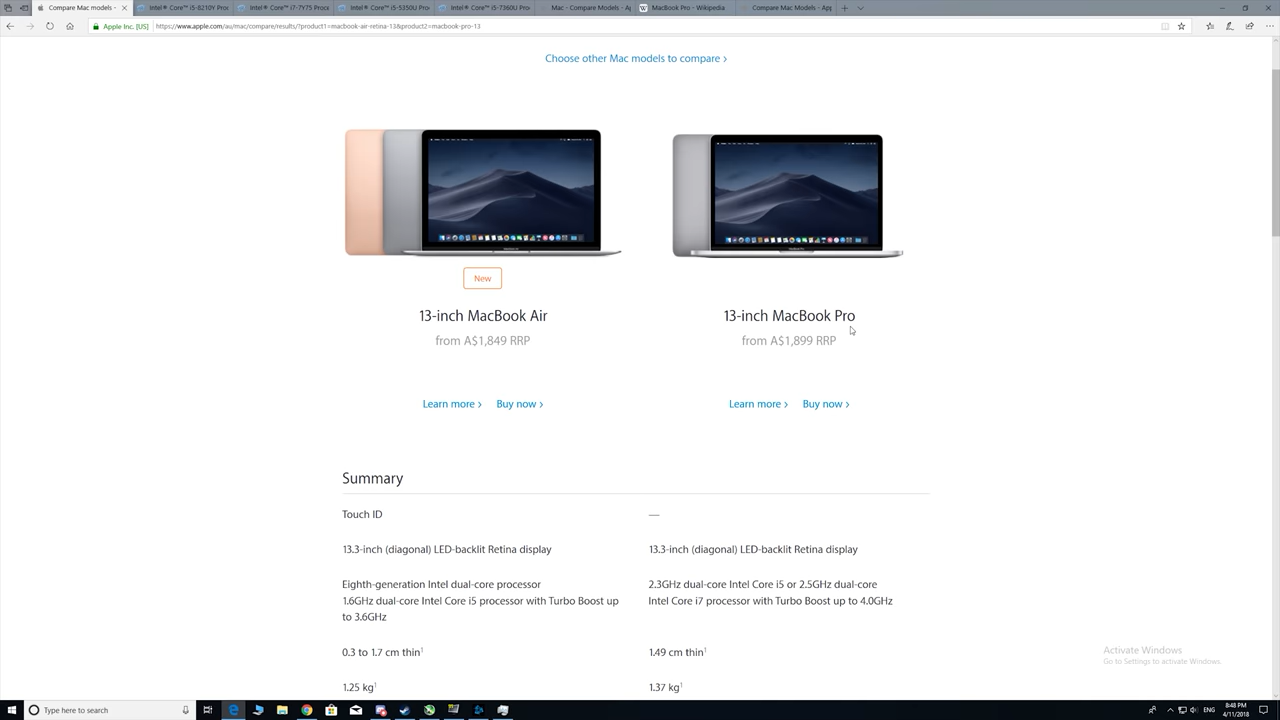 Compare Mac models -
Intel® Core™ i5-8210Y Proc
Intel® Core™ i7-7Y75 Proce
Intel® Core™ i5-5350U Proc
Intel® Core™ i5-7360U Proc
Mac - Compare Models - Ap
MacBook Pro - Wikipedia
Compare Models - App
Apple Inc. [US]
https://www.apple.com/au/mac/compare/results/?product1=macbook-air-retina-13&product2=macbook-pro-13
Choose other Mac models to compare >
New
13-inch MacBook Air
13-inch MacBook Pro
from A$1,849 RRP
from A$1,899 RRP
Learn more > Buy now >
Learn more > Buy now >
Summary
Touch ID
—
13.3-inch (diagonal) LED-backlit Retina display
13.3-inch (diagonal) LED-backlit Retina display
Eighth-generation Intel dual-core processor
1.6GHz dual-core Intel Core i5 processor with Turbo Boost up
to 3.6GHz
2.3GHz dual-core Intel Core i5 or 2.5GHz dual-core
Intel Core i7 processor with Turbo Boost up to 4.0GHz
0.3 to 1.7 cm thin¹
1.49 cm thin¹
1.25 kg¹
1.37 kg¹
Activate Windows
Go to Settings to activate Windows.
Type here to search
ENG
8:48 PM
4/11/2018